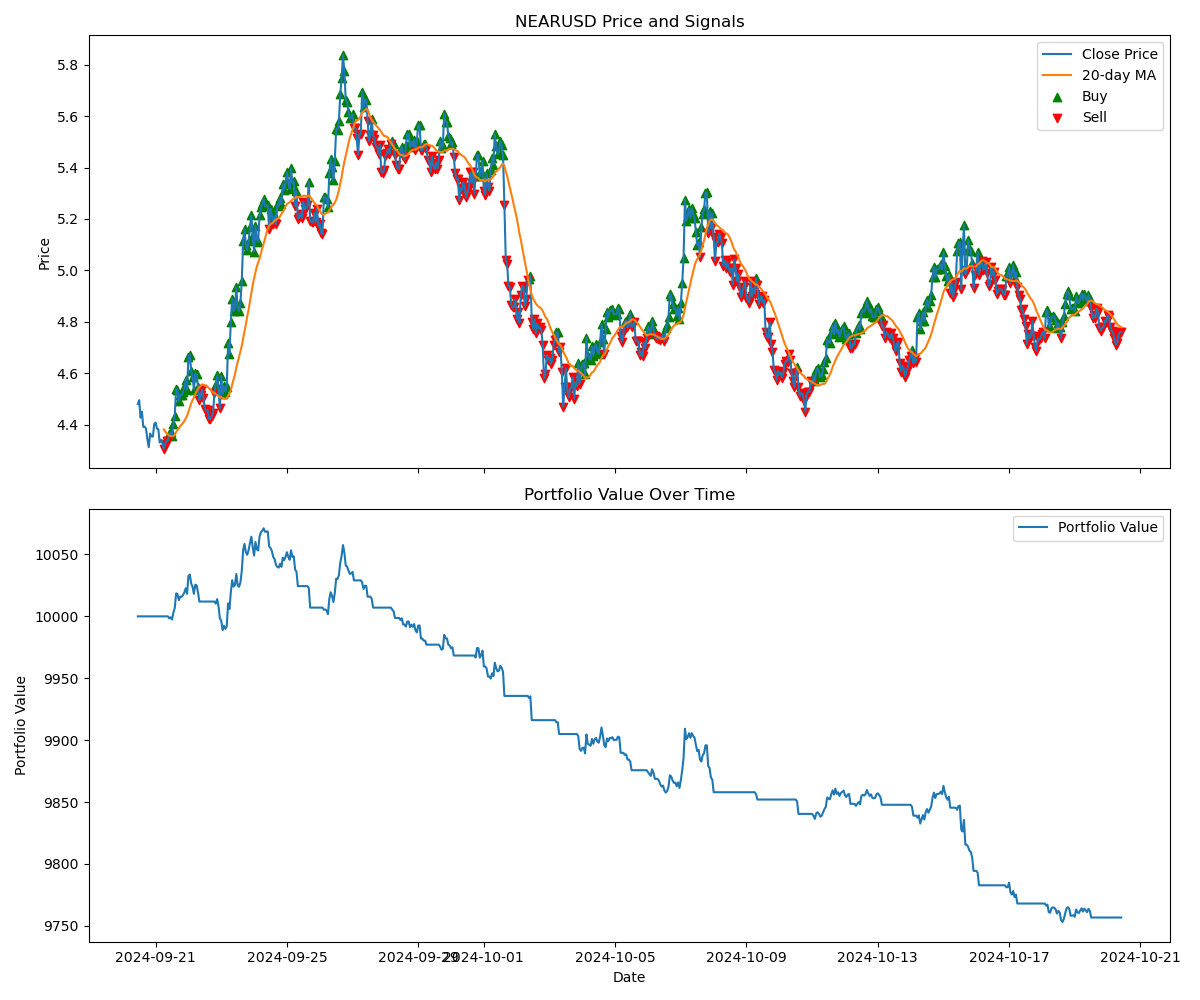 NEARUSD Price and Signals
Close Price
20-day MA
Buy
Sell
Price
5.8
5.6
5.4
5.2
5.0
4.8
4.6
4.4
Portfolio Value Over Time
Portfolio Value
Portfolio Value
10050
10000
9950
9900
9850
9800
9750
2024-09-21 2024-09-25 2024-09-29 2024-10-01 2024-10-05 2024-10-09 2024-10-13 2024-10-17 2024-10-21
Date